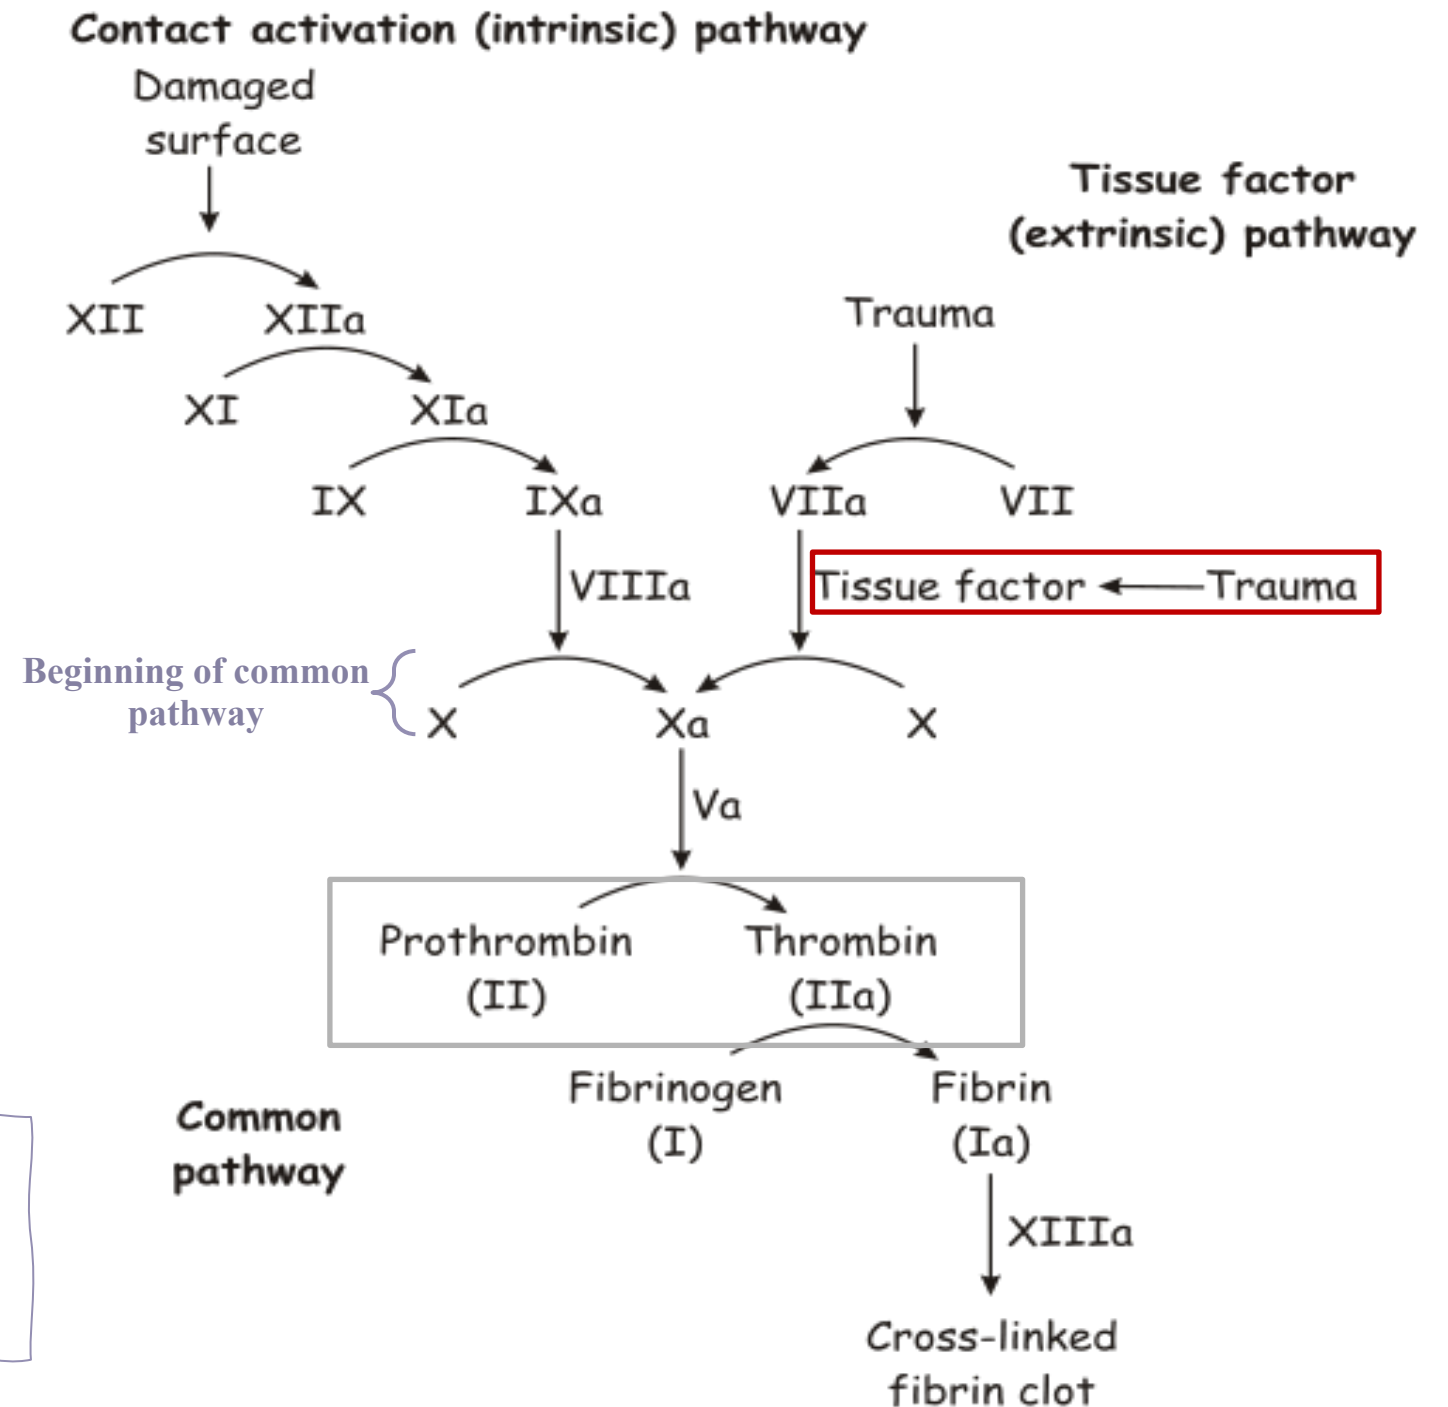 Contact activation (intrinsic) pathway
Damaged
surface
Tissue factor
(extrinsic) pathway
XII XIIa
Trauma
XI XIa
IX IXa VIIa VII
VIIIa
Tissue factor Trauma
Beginning of common
pathway
X Xa X
Va
Prothrombin Thrombin
(II) (IIa)
Fibrinogen Fibrin
(I) (Ia)
Common
pathway
XIIIa
Cross-linked
fibrin clot